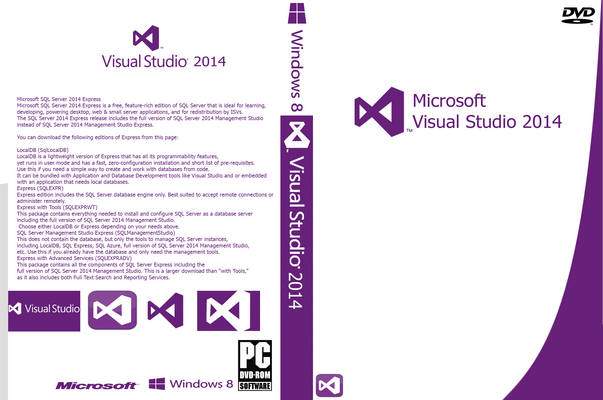 Visual Studio 2014
Microsoft SQL Server 2014 Express
Microsoft SQL Server 2014 Express is a free, feature-rich edition of SQL Server that is ideal for learning,
developing, powering desktop, web & small server applications, and for redistribution by ISVs.
The SQL Server 2014 Express release includes the full version of SQL Server 2014 Management Studio
instead of SQL Server 2014 Management Studio Express.
You can download the following editions of Express from this page:
LocalDB (SqlLocalDB)
LocalDB is a lightweight version of Express that has all its programmability features,
yet runs in user mode and has a fast, zero-configuration installation and short list of pre-requisites.
Use this if you need a simple way to create and work with databases from code.
It can be bundled with Application and Database Development tools like Visual Studio and or embedded
with an application that needs local databases.
Express (SQLEXPR)
Express edition includes the SQL Server database engine only. Best suited to accept remote connections or
administer remotely.
Express with Tools (SQLEXPRWT)
This package contains everything needed to install and configure SQL Server as a database server
including the full version of SQL Server 2014 Management Studio.
Choose either LocalDB or Express depending on your needs above.
SQL Server Management Studio Express (SQLManagementStudio)
This does not contain the database, but only the tools to manage SQL Server instances,
including LocalDB, SQL Express, SQL Azure, full version of SQL Server 2014 Management Studio,
etc. Use this if you already have the database and only need the management tools.
Express with Advanced Services (SQLEXPRADV)
This package contains all the components of SQL Server Express including the
full version of SQL Server 2014 Management Studio. This is a larger download than "with Tools,"
as it also includes both Full Text Search and Reporting Services.
Visual Studio
PC
DVD-ROM
SOFTWARE
Microsoft
Windows 8
Windows 8
Visual Studio 2014
DVD
Microsoft
Visual Studio 2014
TM